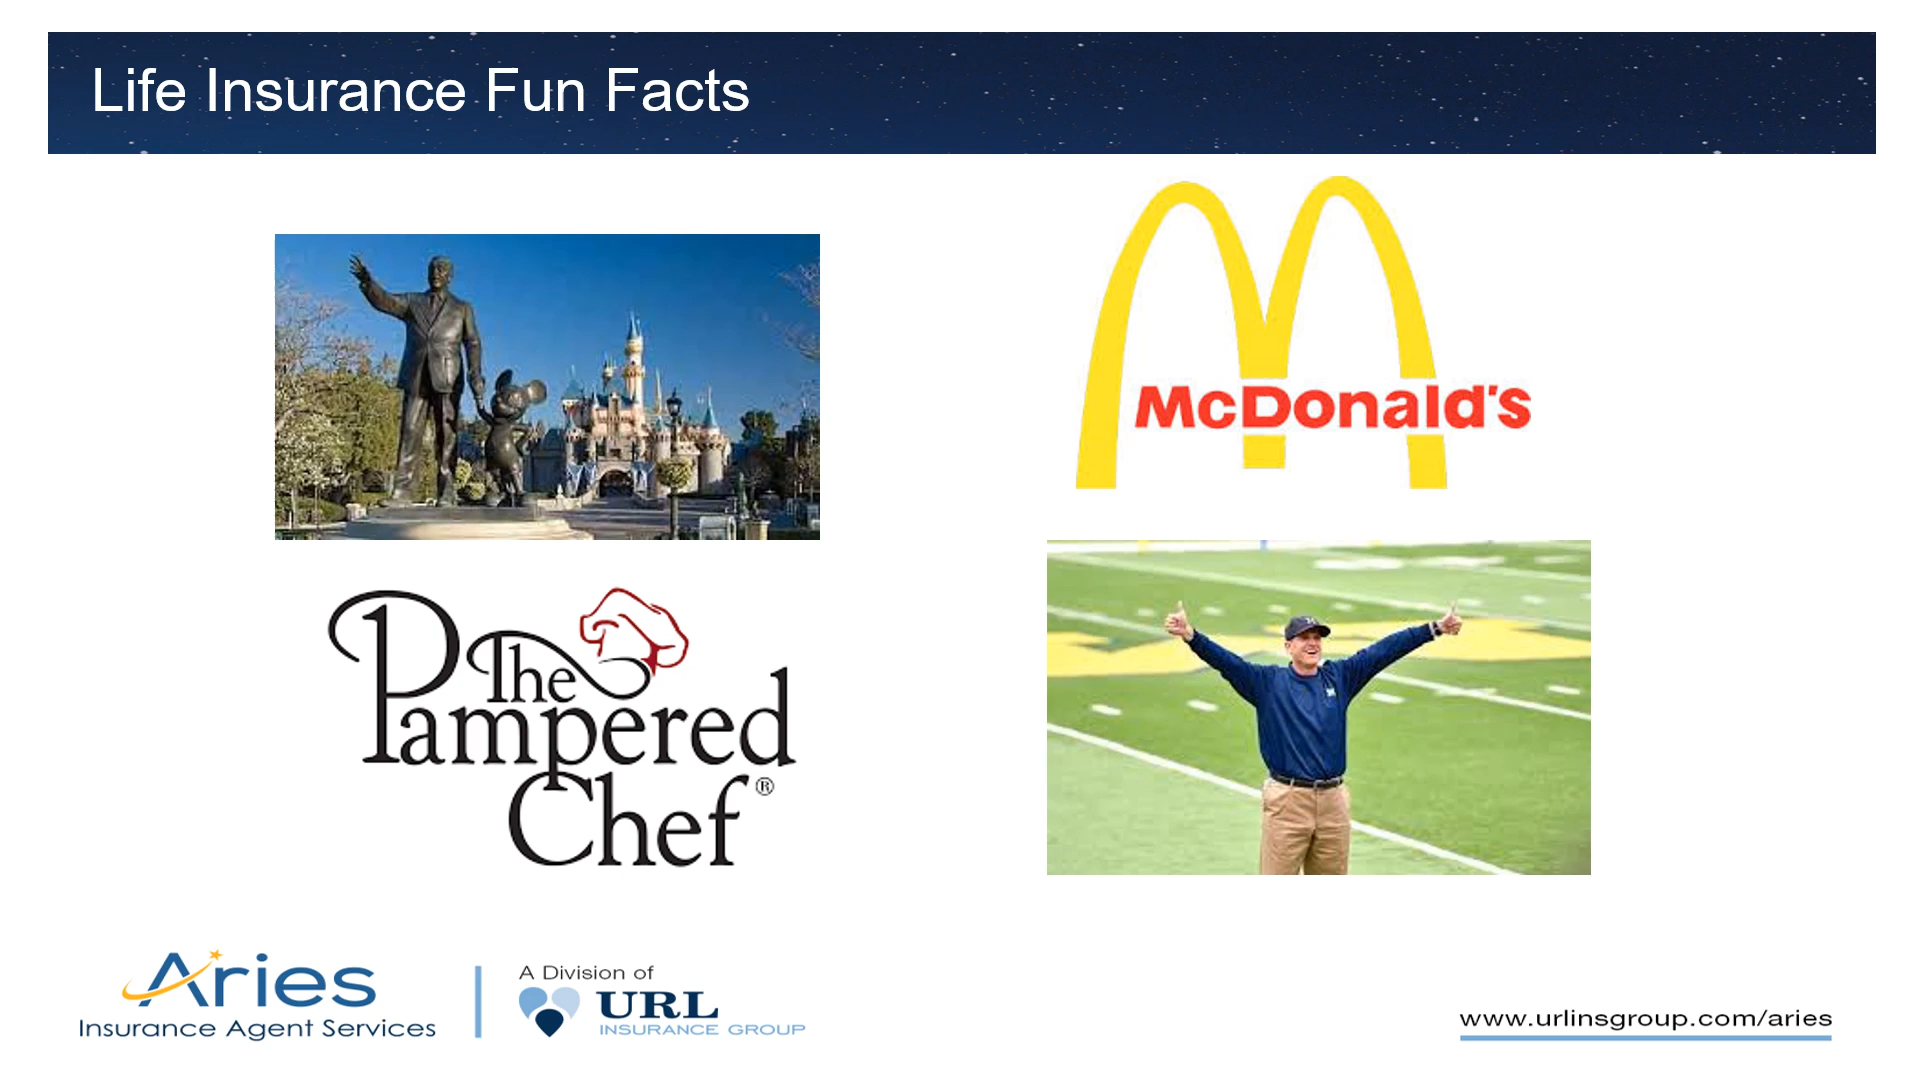 Life Insurance Fun Facts
McDonald's
The
Pampered
Chef®
Aries
Insurance Agent Services
A Division of
URL
INSURANCE GROUP
www.urlinsgroup.com/aries